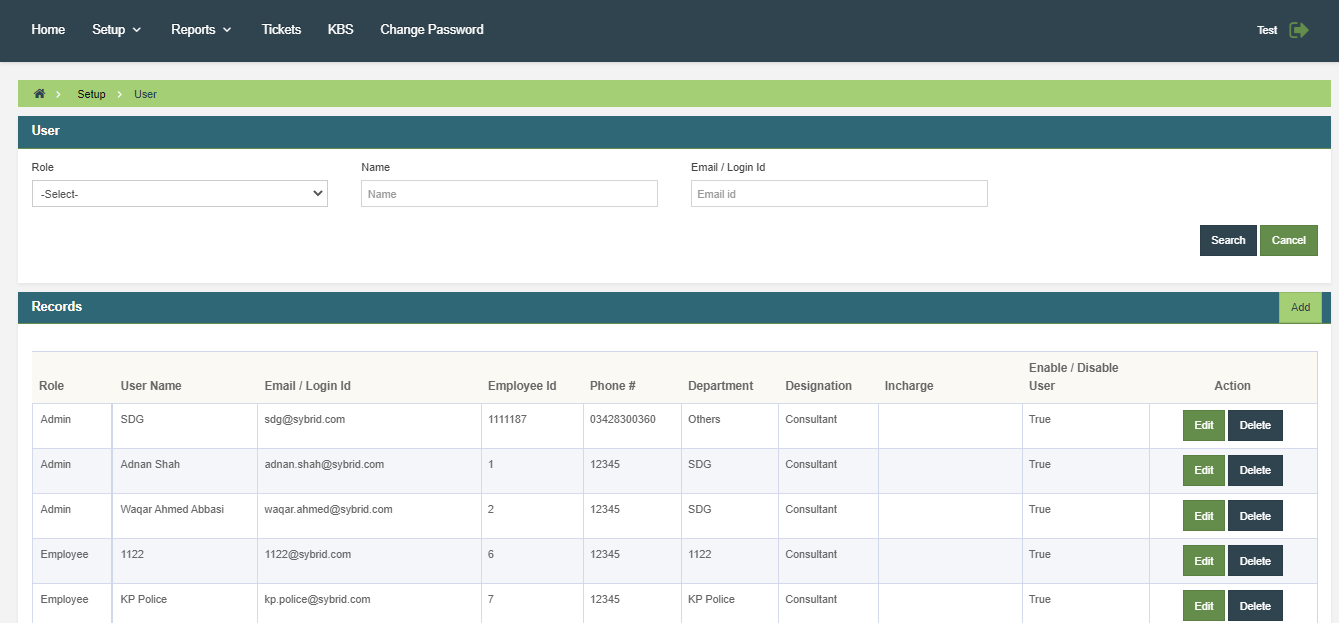 Home Setup Reports Tickets KBS Change Password Test
Setup User
User
Role Name Email / Login Id
-Select- Name Email id
Search Cancel
Records Add
Role User Name Email / Login Id Employee Id Phone # Department Designation Incharge Enable / Disable User Action
Admin SDG sdg@sybrid.com 1111187 03428300360 Others Consultant True Edit Delete
Admin Adnan Shah adnan.shah@sybrid.com 1 12345 SDG Consultant True Edit Delete
Admin Waqar Ahmed Abbasi waqar.ahmed@sybrid.com 2 12345 SDG Consultant True Edit Delete
Employee 1122 1122@sybrid.com 6 12345 1122 Consultant True Edit Delete
Employee KP Police kp.police@sybrid.com 7 12345 KP Police Consultant True Edit Delete